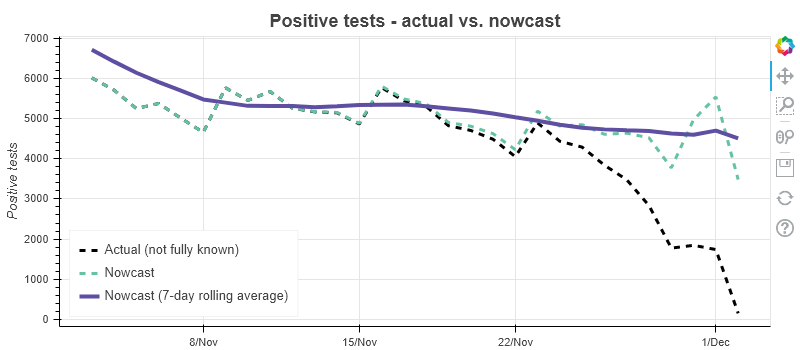 Positive tests - actual vs. nowcast
7000
6000
5000
4000
3000
2000
1000
0
Positive tests
Actual (not fully known)
Nowcast
Nowcast (7-day rolling average)
8/Nov
15/Nov
22/Nov
1/Dec